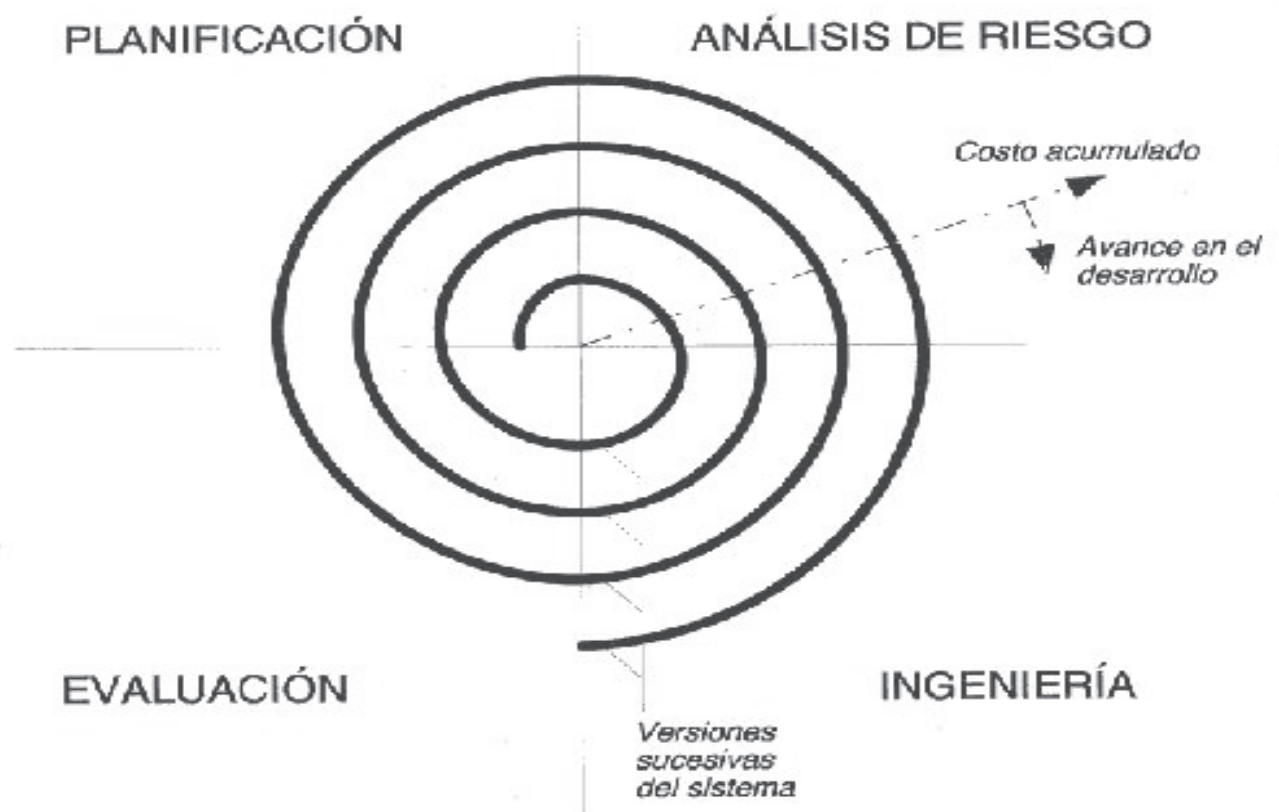 PLANIFICACIÓN
ANÁLISIS DE RIESGO
Costo acumulado
Avance en el
desarrollo
EVALUACIÓN
INGENIERÍA
Versiones
sucesivas
del sistema